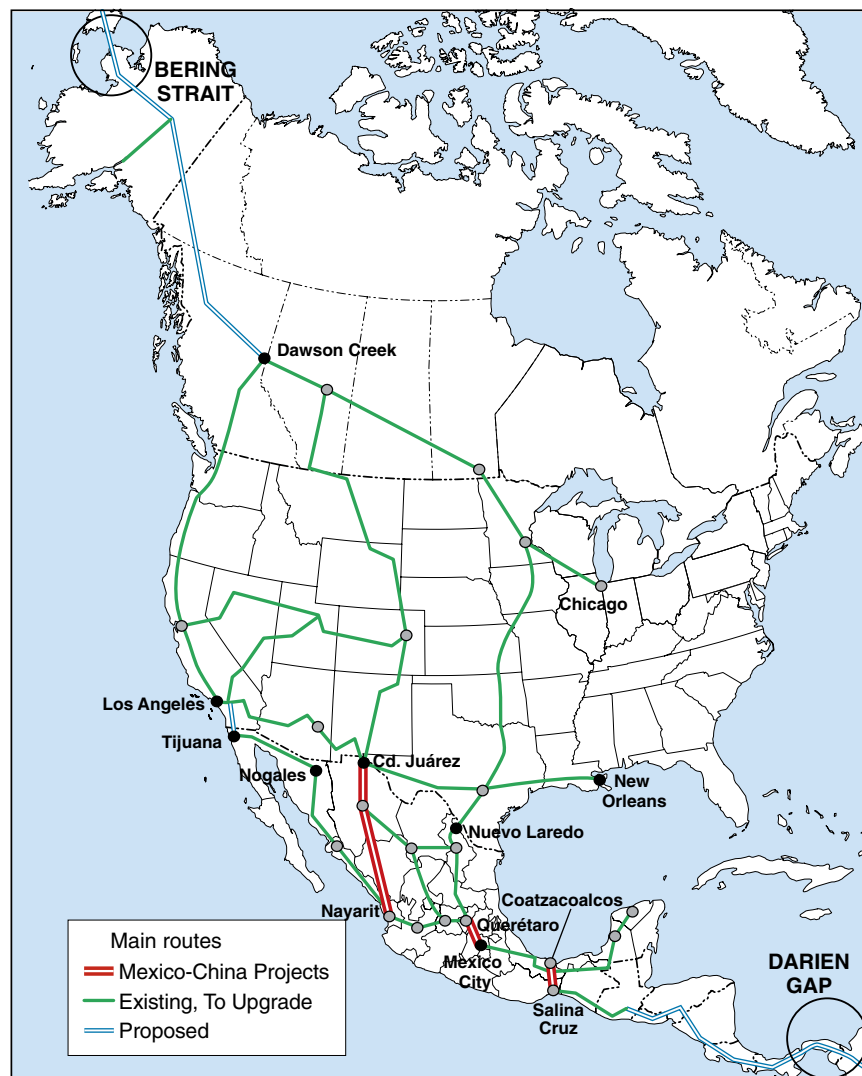 BERING
STRAIT
Dawson Creek
Chicago
Los Angeles
Tijuana
Nogales
Cd. Juárez
New
Orleans
Nuevo Laredo
Coatzacoalcos
Nayarit
Querétaro
Mexico
City
Salina
Cruz
DARIEN
GAP
Main routes
Mexico-China Projects
Existing, To Upgrade
Proposed